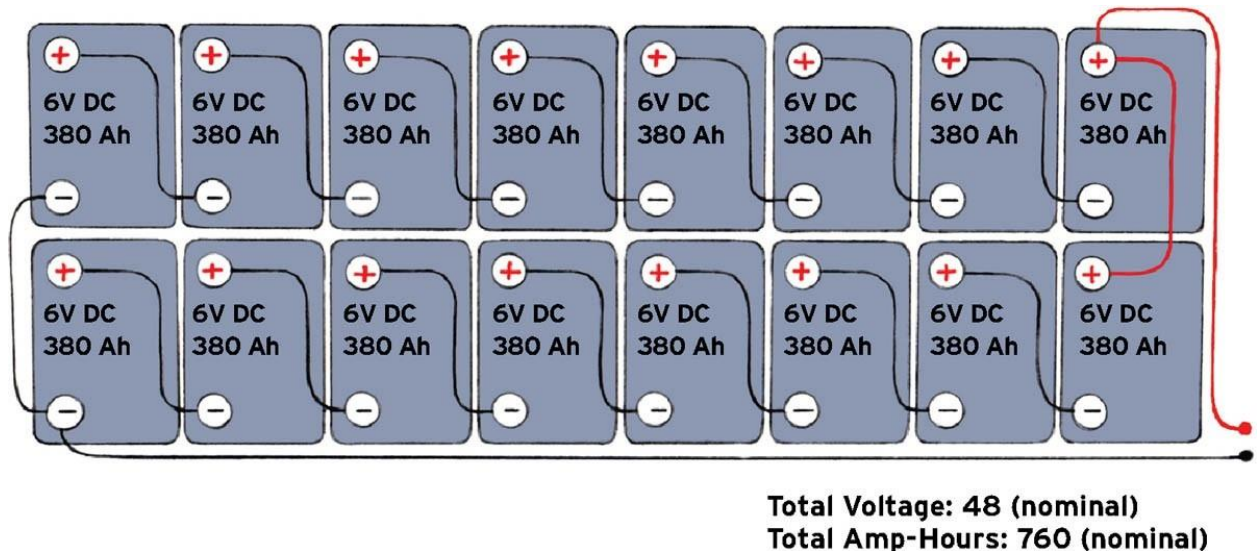 + + + + + + + +
6V DC 6V DC 6V DC 6V DC 6V DC 6V DC 6V DC 6V DC
380 Ah 380 Ah 380 Ah 380 Ah 380 Ah 380 Ah 380 Ah 380 Ah
− − − − − − − −
+ + + + + + + +
6V DC 6V DC 6V DC 6V DC 6V DC 6V DC 6V DC 6V DC
380 Ah 380 Ah 380 Ah 380 Ah 380 Ah 380 Ah 380 Ah 380 Ah
− − − − − − − −
Total Voltage: 48 (nominal)
Total Amp-Hours: 760 (nominal)